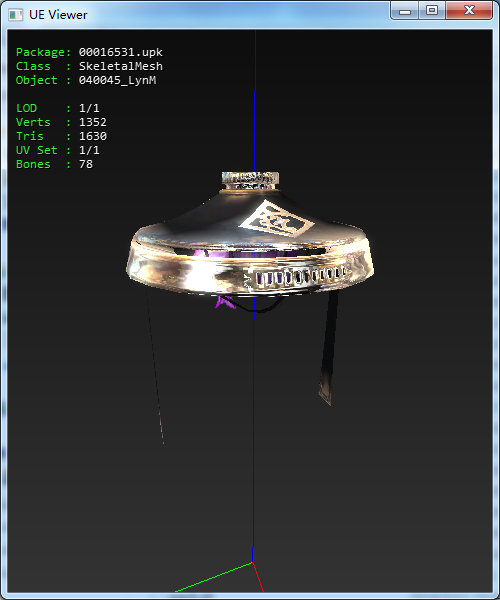 UE Viewer
Package: 00016531.upk
Class  : SkeletalMesh
Object : 040045_LynM
LOD    : 1/1
Verts  : 1352
Tris   : 1630
UV Set : 1/1
Bones  : 78